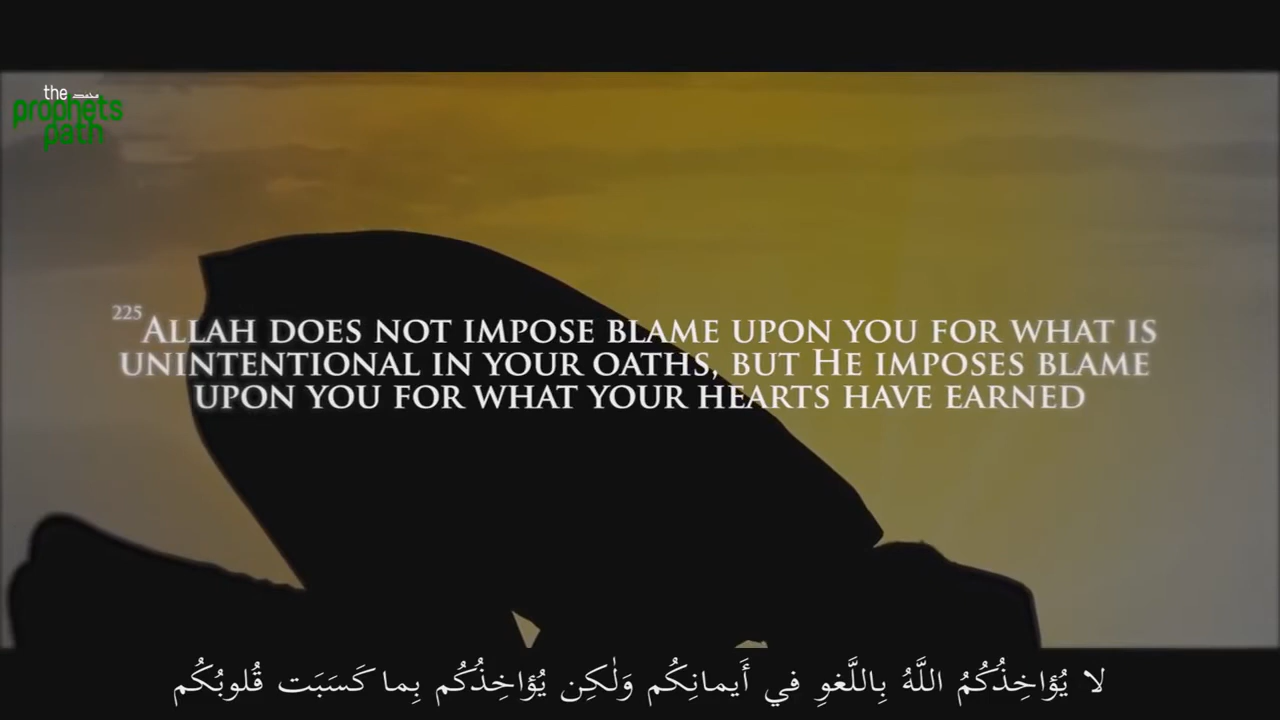 the
prophets
path
225 ALLAH DOES NOT IMPOSE BLAME UPON YOU FOR WHAT IS
UNINTENTIONAL IN YOUR OATHS, BUT HE IMPOSES BLAME
UPON YOU FOR WHAT YOUR HEARTS HAVE EARNED
لا يُؤاخِذُكُمُ اللَّهُ بِاللَّغوِ في أَيمانِكُم وَلٰكِن يُؤاخِذُكُم بِما كَسَبَت قُلوبُكُم